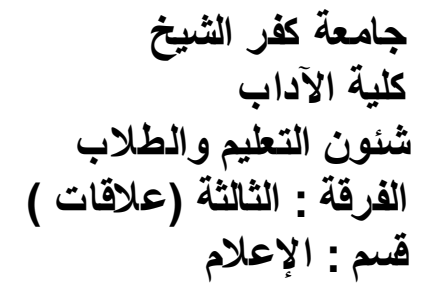 جامعة كفر الشيخ
كلية الآداب
شئون التعليم والطلاب
الفرقة : الثالثة (علاقات )
قسم : الإعلام